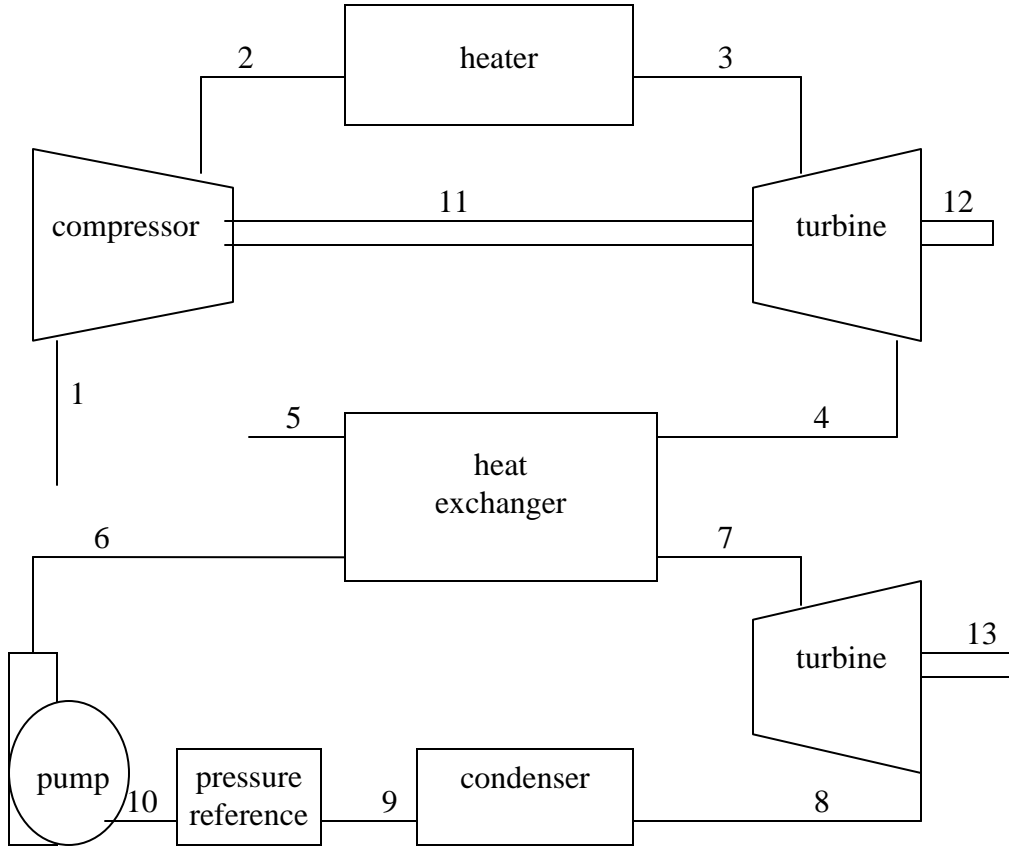 2
heater
3
compressor
11
turbine
12
1
5
heat
exchanger
4
6
7
turbine
13
pump
10
pressure
reference
9
condenser
8